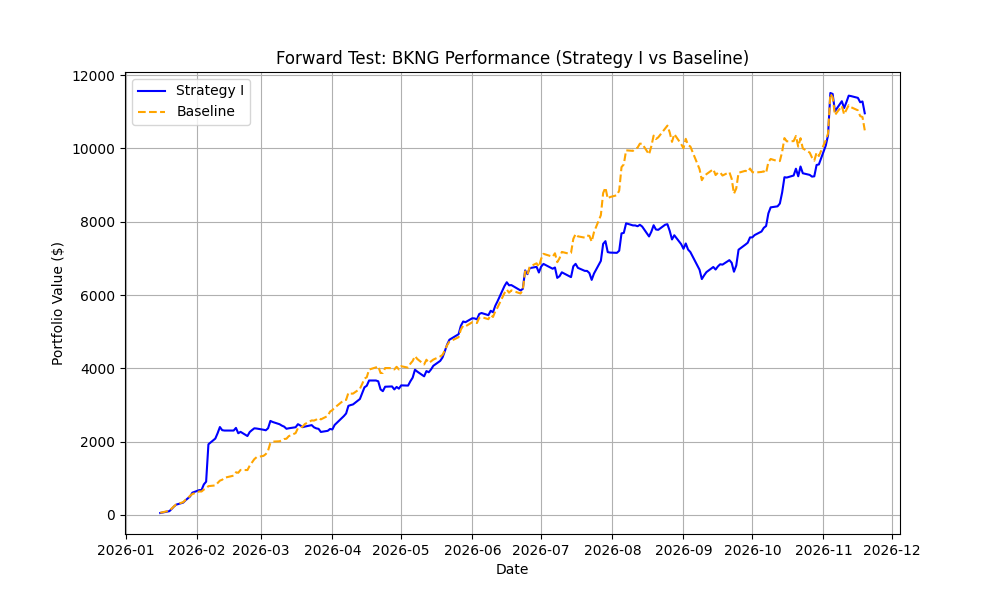 Forward Test: BKNG Performance (Strategy I vs Baseline)
Strategy I
Baseline
Portfolio Value ($)
12000
10000
8000
6000
4000
2000
0
2026-01 2026-02 2026-03 2026-04 2026-05 2026-06 2026-07 2026-08 2026-09 2026-10 2026-11 2026-12
Date